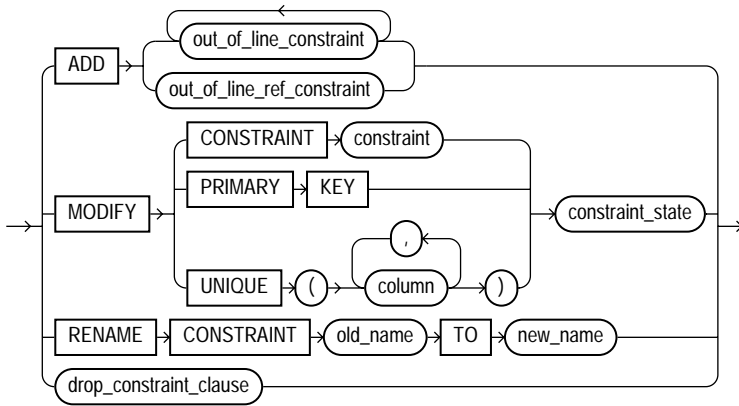 out_of_line_constraint
ADD
out_of_line_ref_constraint
CONSTRAINT constraint
PRIMARY KEY
MODIFY constraint_state
,
UNIQUE ( column )
RENAME CONSTRAINT old_name TO new_name
drop_constraint_clause